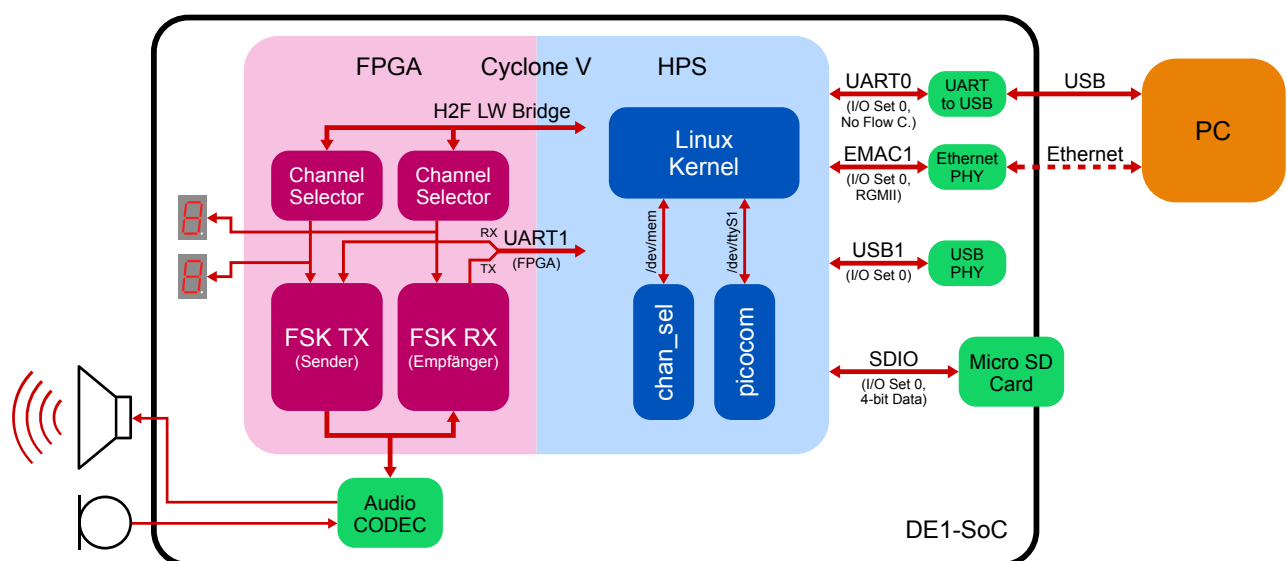 FPGA
Cyclone V
HPS
H2F LW Bridge
Channel
Selector
Channel
Selector
RX
TX
UART1
(FPGA)
FSK TX
(Sender)
FSK RX
(Empfänger)
Audio
CODEC
Linux
Kernel
/dev/mem
/dev/ttyS1
chan_sel
picocom
UART0
(I/O Set 0,
No Flow C.)
UART
to USB
USB
EMAC1
(I/O Set 0,
RGMII)
Ethernet
PHY
Ethernet
PC
USB1
(I/O Set 0)
USB
PHY
SDIO
(I/O Set 0,
4-bit Data)
Micro SD
Card
DE1-SoC